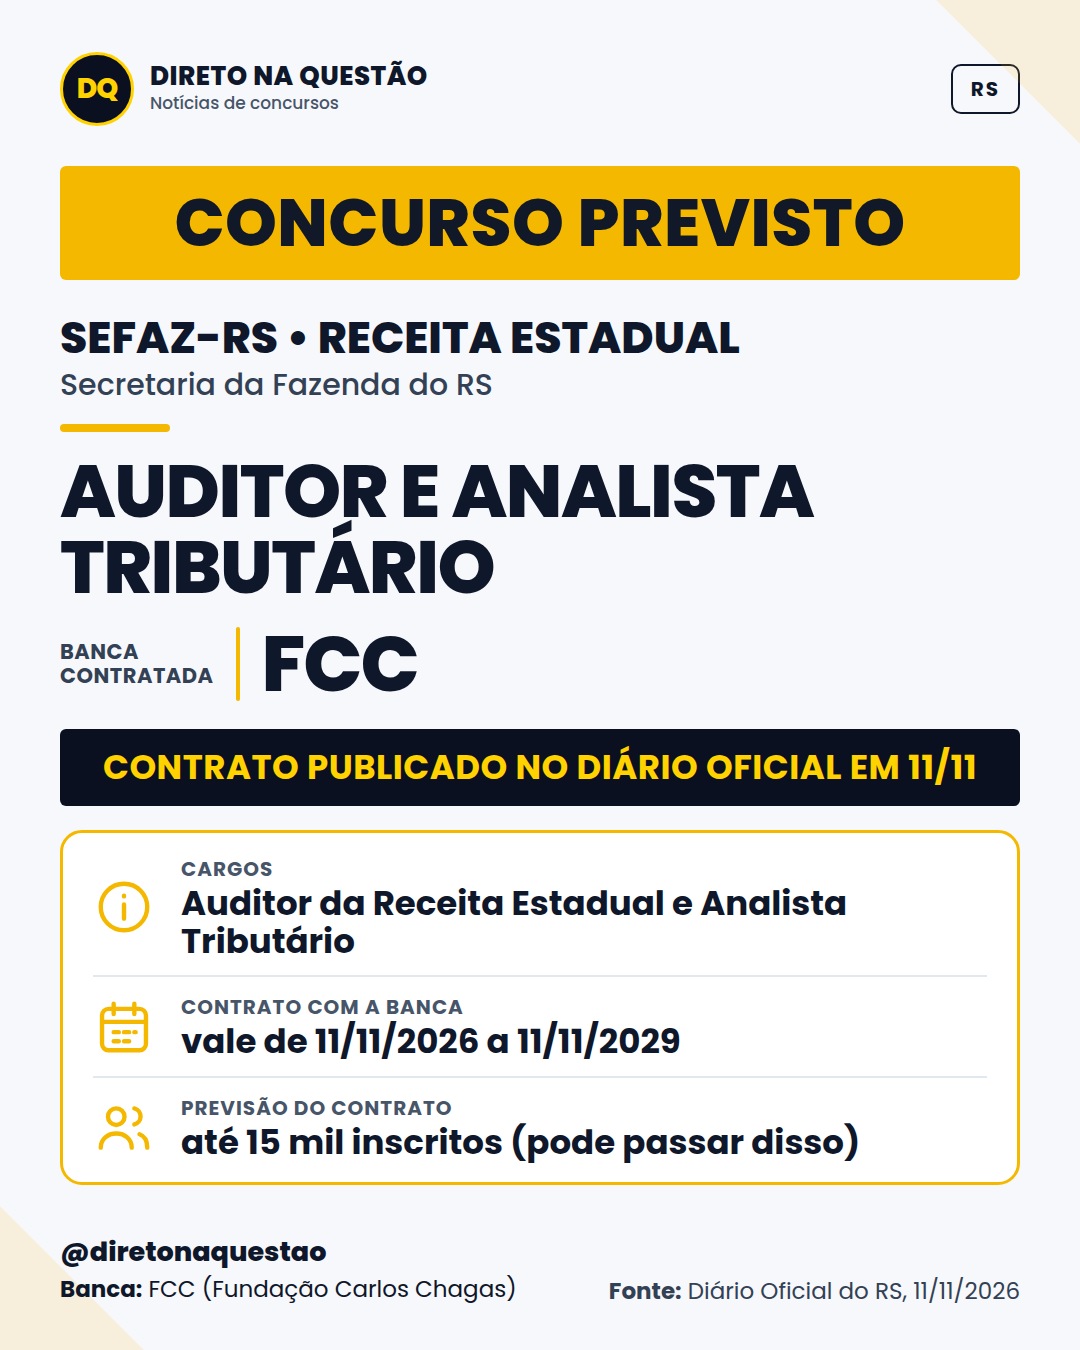 DQ
DIRETO NA QUESTÃO
Notícias de concursos
RS
CONCURSO PREVISTO
SEFAZ-RS • RECEITA ESTADUAL
Secretaria da Fazenda do RS
AUDITOR E ANALISTA
TRIBUTÁRIO
BANCA
CONTRATADA
FCC
CONTRATO PUBLICADO NO DIÁRIO OFICIAL EM 11/11
CARGOS
Auditor da Receita Estadual e Analista
Tributário
CONTRATO COM A BANCA
vale de 11/11/2026 a 11/11/2029
PREVISÃO DO CONTRATO
até 15 mil inscritos (pode passar disso)
@diretonaquestao
Banca: FCC (Fundação Carlos Chagas)
Fonte: Diário Oficial do RS, 11/11/2026